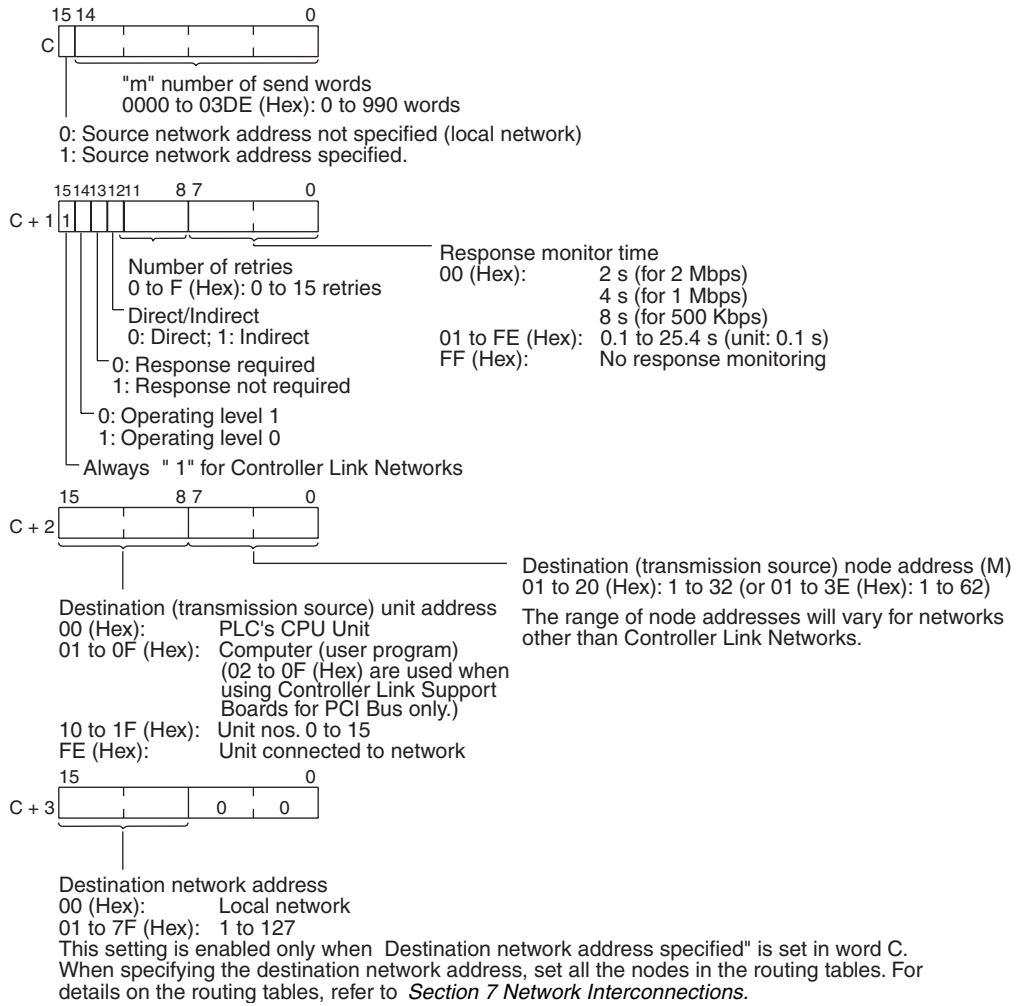 15 14 0
C
"m" number of send words
0000 to 03DE (Hex): 0 to 990 words
0: Source network address not specified (local network)
1: Source network address specified.
15 14 13 12 11 8 7 0
C + 1 1
Response monitor time
00 (Hex): 2 s (for 2 Mbps)
4 s (for 1 Mbps)
8 s (for 500 Kbps)
01 to FE (Hex): 0.1 to 25.4 s (unit: 0.1 s)
FF (Hex): No response monitoring
Number of retries
0 to F (Hex): 0 to 15 retries
Direct/Indirect
0: Direct; 1: Indirect
0: Response required
1: Response not required
0: Operating level 1
1: Operating level 0
Always " 1" for Controller Link Networks
15 8 7 0
C + 2
Destination (transmission source) node address (M)
01 to 20 (Hex): 1 to 32 (or 01 to 3E (Hex): 1 to 62)
The range of node addresses will vary for networks
other than Controller Link Networks.
Destination (transmission source) unit address
00 (Hex): PLC's CPU Unit
01 to 0F (Hex): Computer (user program)
(02 to 0F (Hex) are used when
using Controller Link Support
Boards for PCI Bus only.)
10 to 1F (Hex): Unit nos. 0 to 15
FE (Hex): Unit connected to network
15 0
C + 3 0 0
Destination network address
00 (Hex): Local network
01 to 7F (Hex): 1 to 127
This setting is enabled only when Destination network address specified" is set in word C.
When specifying the destination network address, set all the nodes in the routing tables. For
details on the routing tables, refer to Section 7 Network Interconnections.